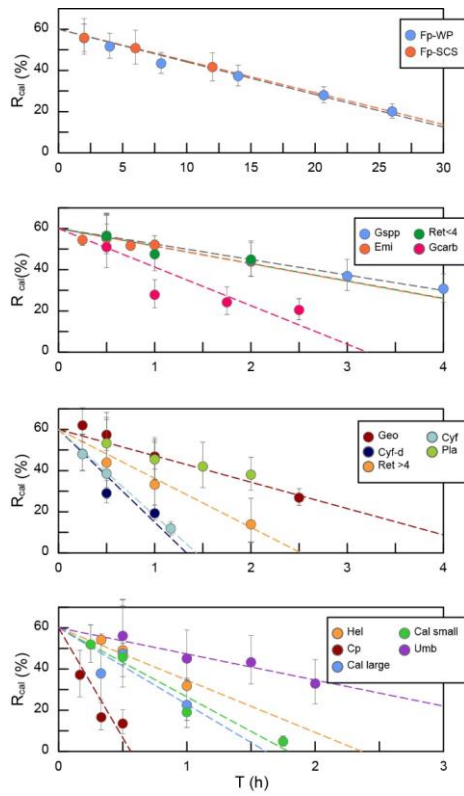 60
40
20
0
R cal (%)
Fp-WP
Fp-SCS
0 5 10 15 20 25 30
60
40
20
0
R cal (%)
Gspp Ret<4
Emi Gcarb
0 1 2 3 4
60
40
20
0
R cal (%)
Geo Cyf
Cyf-d Pla
Ret >4
0 1 2 3 4
60
40
20
0
R cal (%)
Hel Cal small
Cp Umb
Cal large
0 1 2 3
T (h)